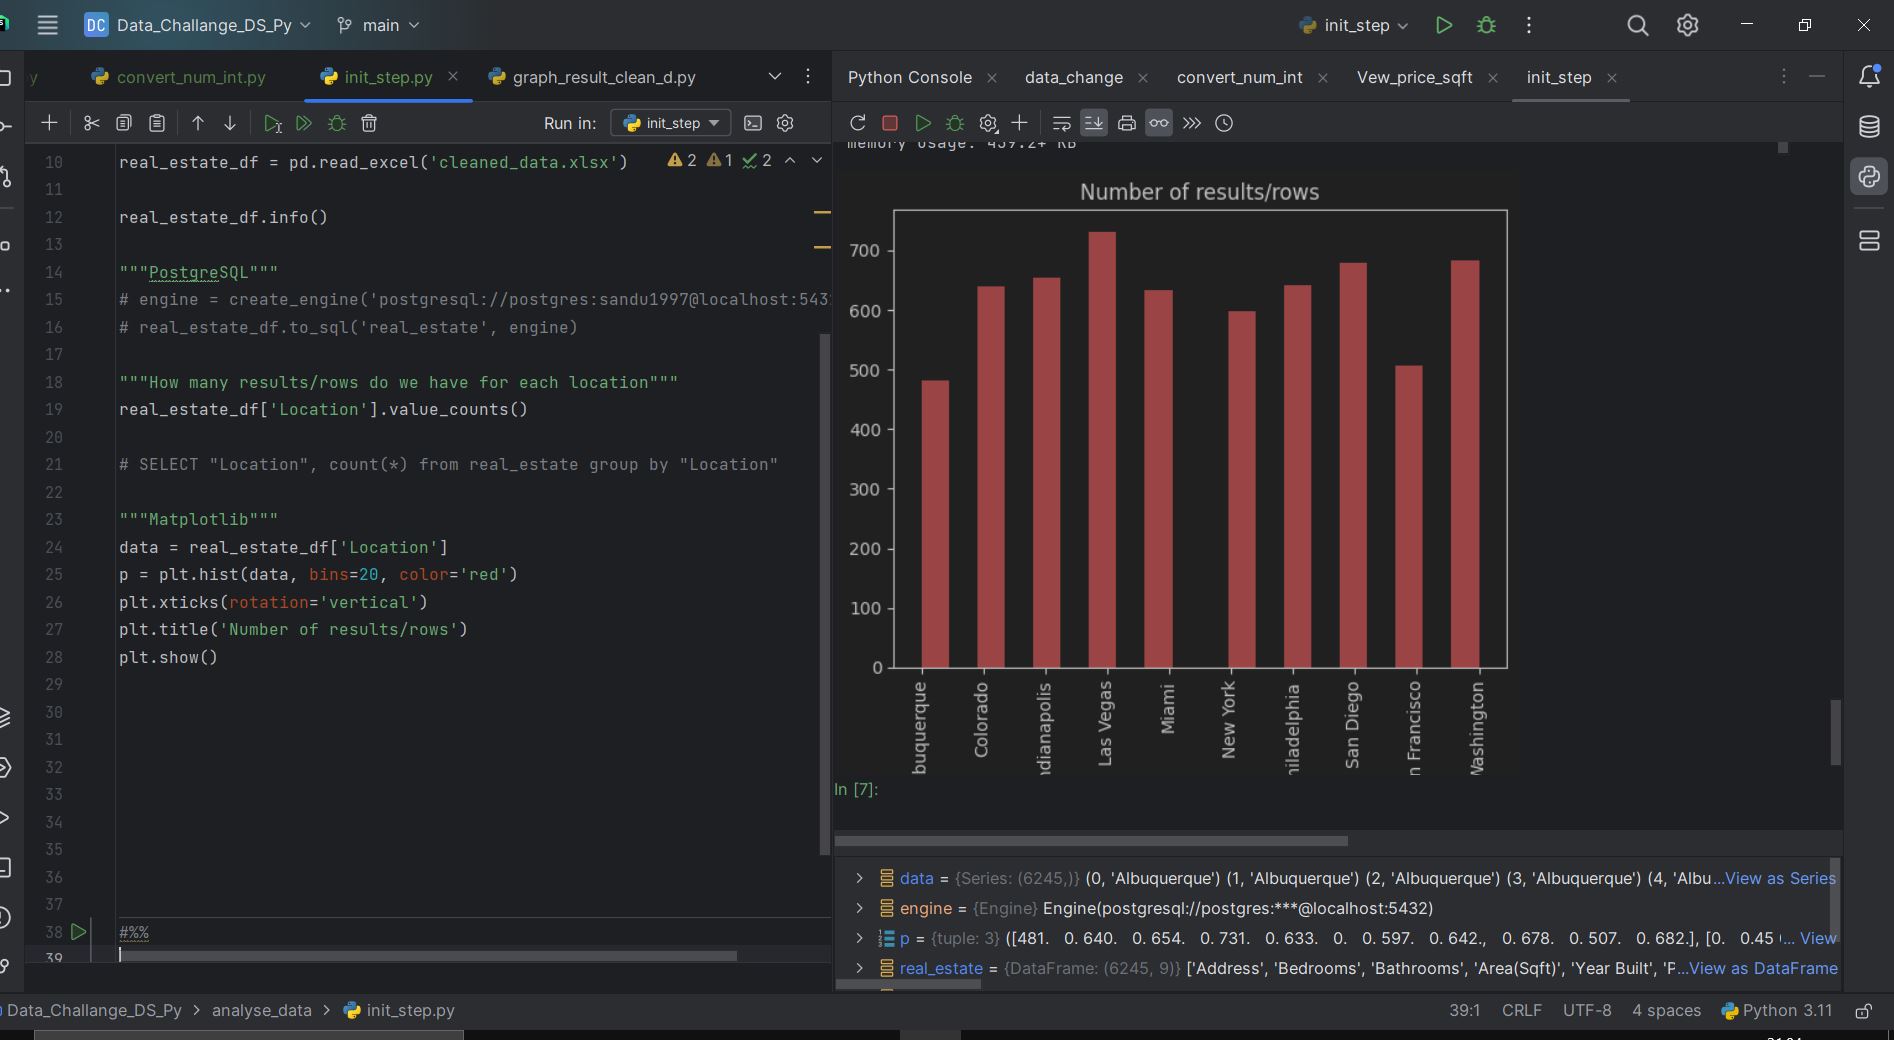 DC Data_Challange_DS_Py main init_step
y convert_num_int.py init_step.py graph_result_clean_d.py
Run in: init_step
10 real_estate_df = pd.read_excel('cleaned_data.xlsx') 2 1 2
11
12 real_estate_df.info()
13
14 """PostgreSQL"""
15 # engine = create_engine('postgresql://postgres:sandu1997@localhost:543
16 # real_estate_df.to_sql('real_estate', engine)
17
18 """How many results/rows do we have for each location"""
19 real_estate_df['Location'].value_counts()
20
21 # SELECT "Location", count(*) from real_estate group by "Location"
22
23 """Matplotlib"""
24 data = real_estate_df['Location']
25 p = plt.hist(data, bins=20, color='red')
26 plt.xticks(rotation='vertical')
27 plt.title('Number of results/rows')
28 plt.show()
29
30
31
32
33
34
35
36
37
38 #%%
39
Python Console data_change convert_num_int Vew_price_sqft init_step
memory usage: 439.2+ KB
Number of results/rows
700
600
500
400
300
200
100
0
buquerque
Colorado
dianapolis
Las Vegas
Miami
New York
iladelphia
San Diego
n Francisco
Washington
In [7]:
data = {Series: (6245,)} (0, 'Albuquerque') (1, 'Albuquerque') (2, 'Albuquerque') (3, 'Albuquerque') (4, 'Albu...View as Series
engine = {Engine} Engine(postgresql://postgres:***@localhost:5432)
p = {tuple: 3} ([481. 0. 640. 0. 654. 0. 731. 0. 633. 0. 0. 597. 0. 642., 0. 678. 0. 507. 0. 682.], [0. 0.45 ... View
real_estate = {DataFrame: (6245, 9)} ['Address', 'Bedrooms', 'Bathrooms', 'Area(Sqft)', 'Year Built', 'P...View as DataFrame
Data_Challange_DS_Py > analyse_data > init_step.py 39:1 CRLF UTF-8 4 spaces Python 3.11